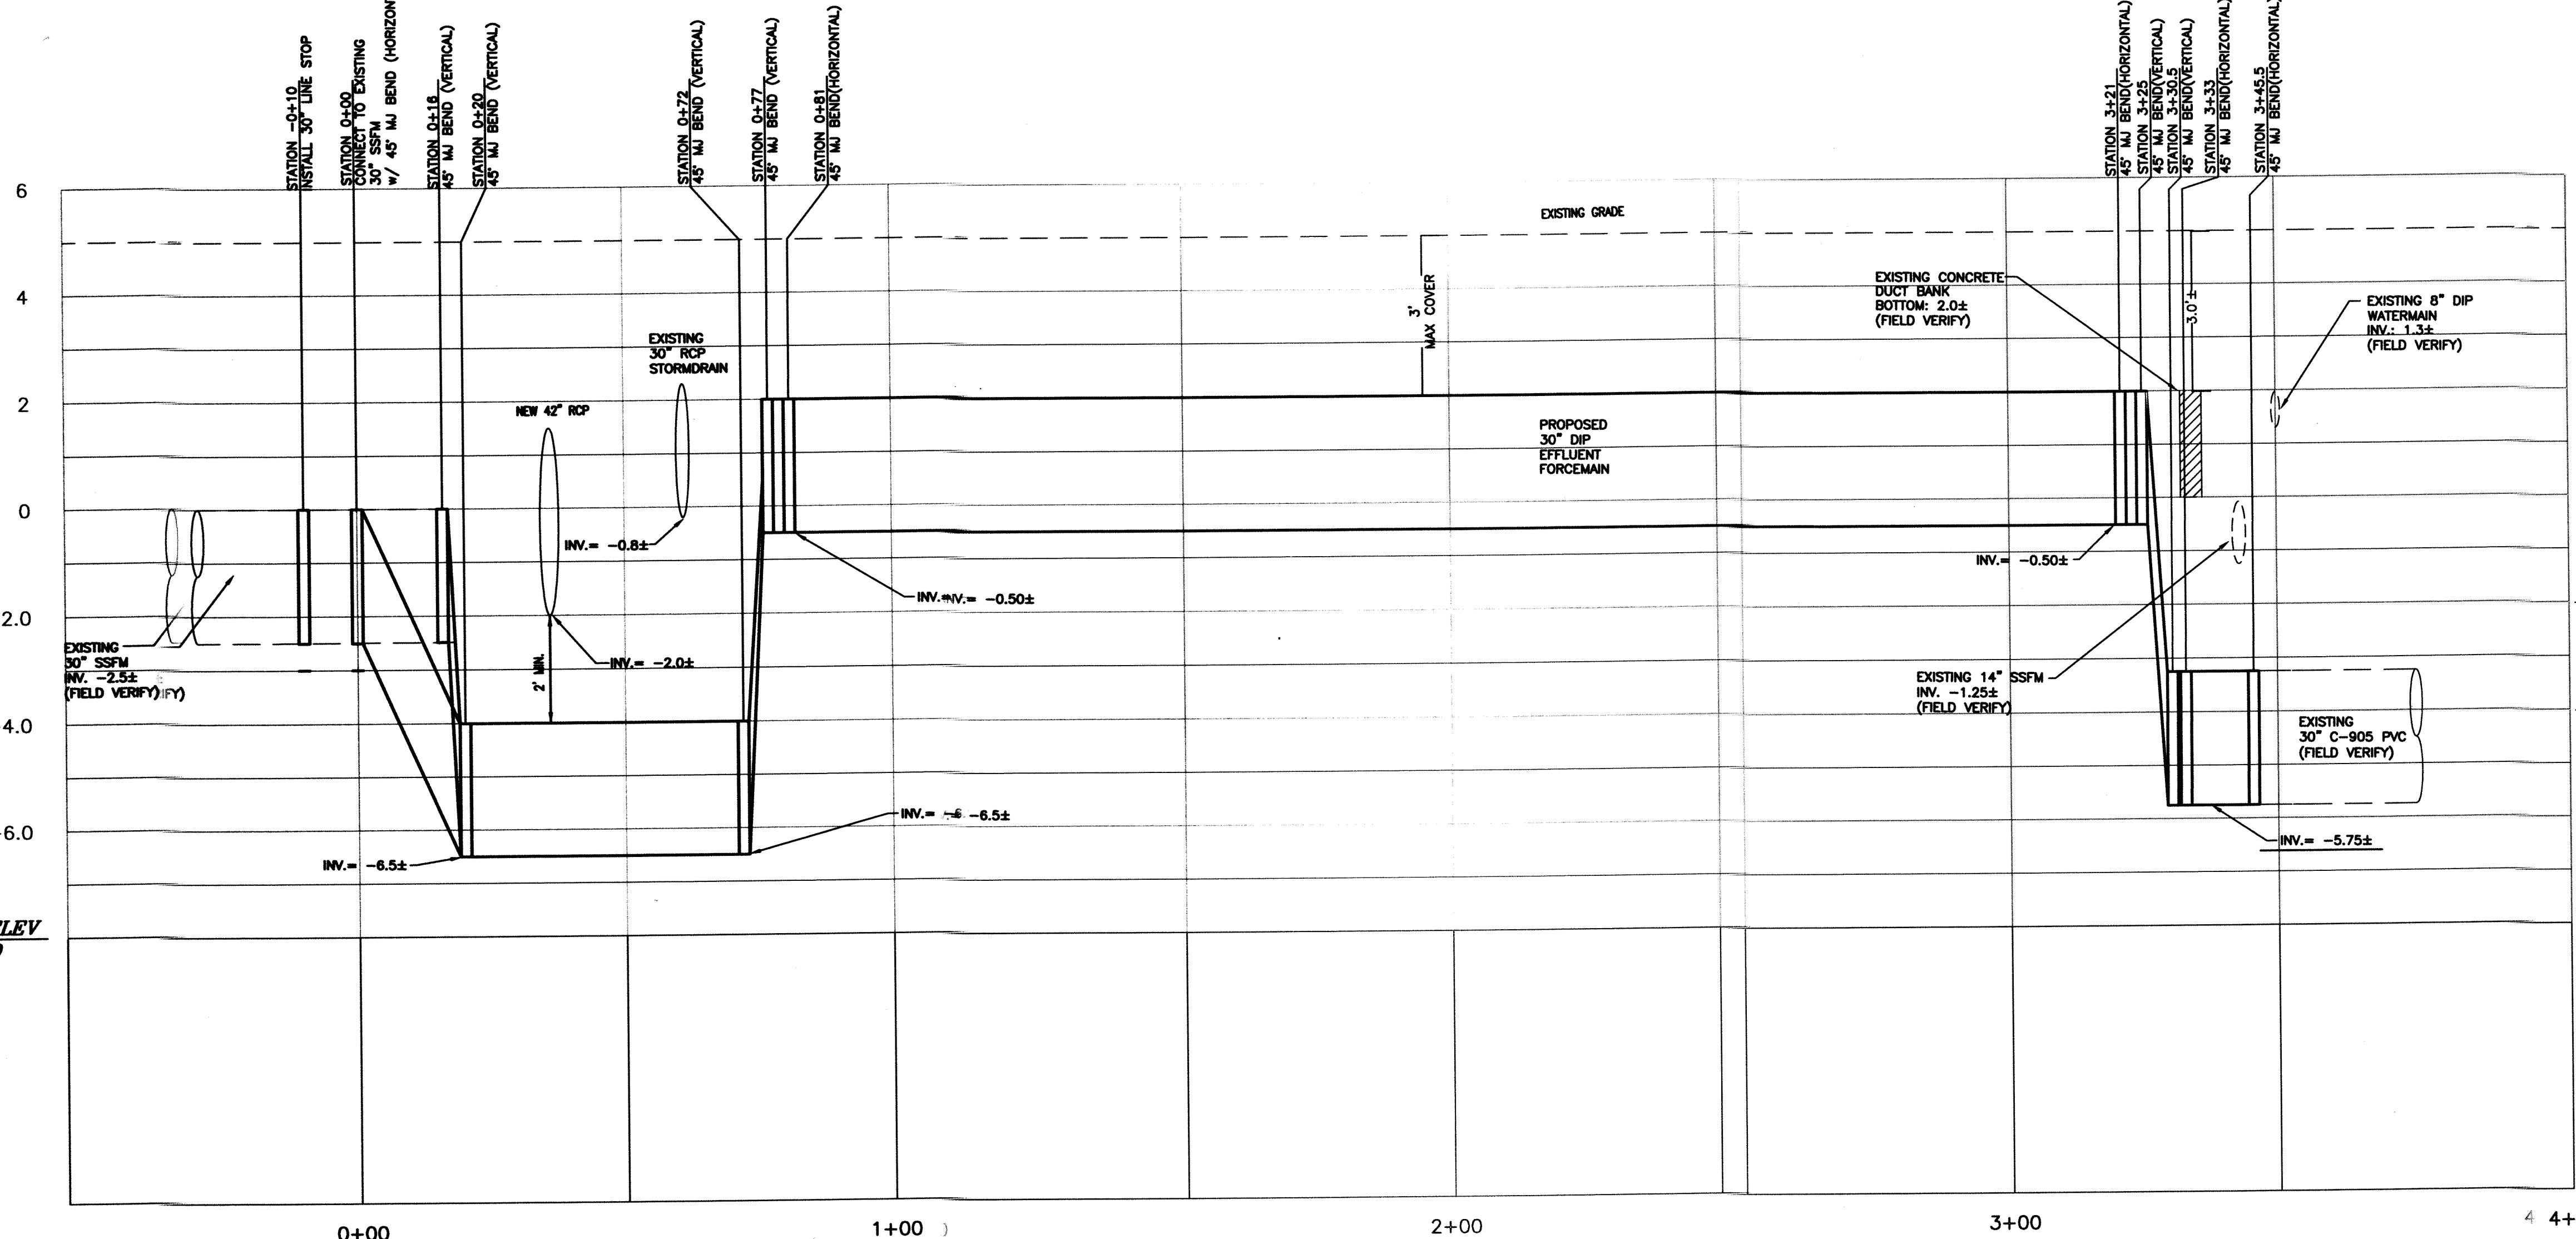 STATION -0+10
INSTALL 30" LINE STOP
STATION 0+00
CONNECT TO EXISTING
30" SSFM
w/ 45° MJ BEND
STATION 0+16
45° MJ BEND (VERTICAL)
STATION 0+20
45° MJ BEND (VERTICAL)
STATION 0+72
45° MJ BEND (VERTICAL)
STATION 0+77
45° MJ BEND (VERTICAL)
STATION 0+81
45° MJ BEND(HORIZONTAL)
STATION 3+21
45° MJ BEND(HORIZONTAL)
STATION 3+25
45° MJ BEND(VERTICAL)
STATION 3+30.5
45° MJ BEND(VERTICAL)
STATION 3+33
45° MJ BEND(HORIZONTAL)
STATION 3+45.5
45° MJ BEND(HORIZONTAL)
6
4
2
0
2.0
4.0
6.0
EXISTING GRADE
3'
MAX COVER
EXISTING CONCRETE
DUCT BANK
BOTTOM: 2.0±
(FIELD VERIFY)
3.0'±
EXISTING 8" DIP
WATERMAIN
INV.: 1.3±
(FIELD VERIFY)
EXISTING
30" RCP
STORMDRAIN
NEW 42" RCP
INV.= -0.8±
PROPOSED
30" DIP
EFFLUENT
FORCEMAIN
INV.= -0.50±
INV.= -0.50±
EXISTING
30" SSFM
INV. -2.5±
(FIELD VERIFY)
2' MIN.
INV.= -2.0±
EXISTING 14" SSFM
INV. -1.25±
(FIELD VERIFY)
EXISTING
30" C-905 PVC
(FIELD VERIFY)
INV.= -6.5±
INV.= -6.5±
INV.= -5.75±
0+00
1+00
2+00
3+00